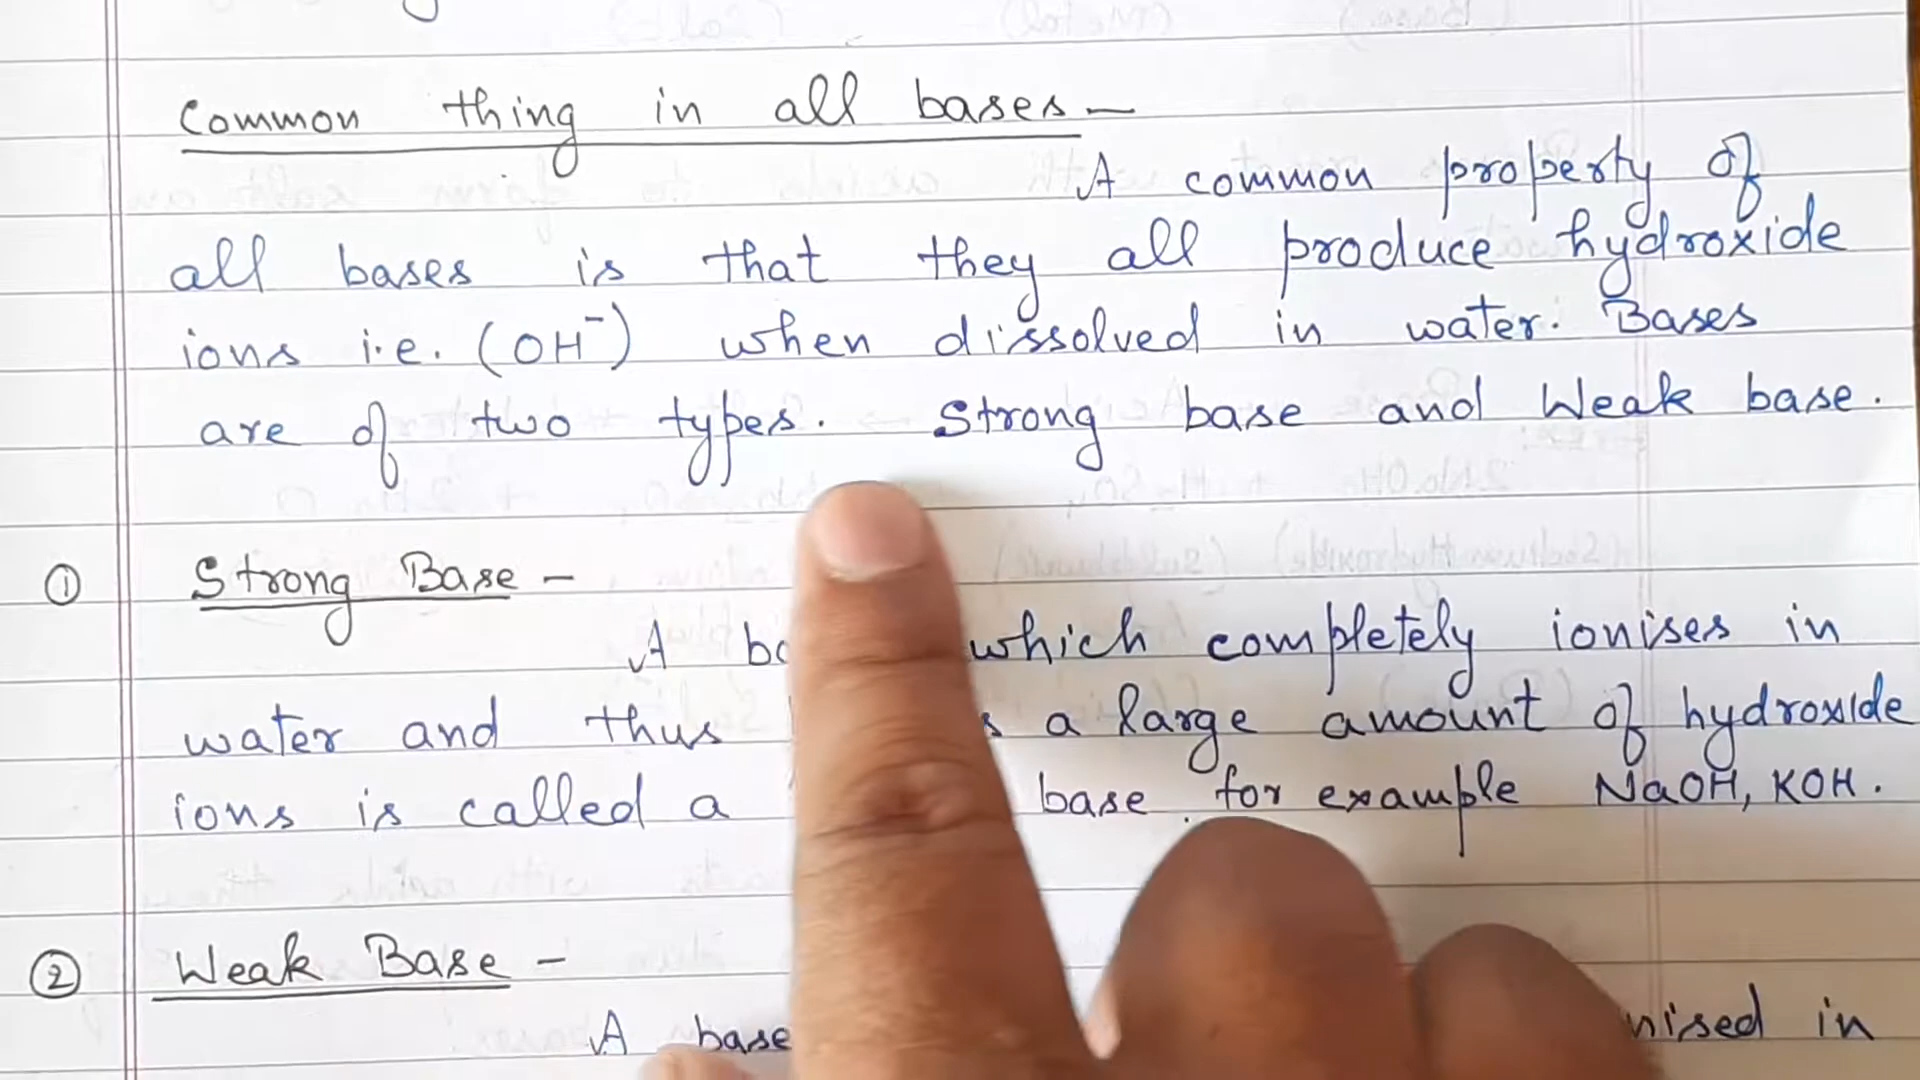 Common thing in all bases —
A common property of
all bases is that they all produce hydroxide
ions i.e. (OH⁻) when dissolved in water. Bases
are of two types. Strong base and Weak base.
① Strong Base —
A which completely ionises in
water and thus a large amount of hydroxide
ions is called a base for example NaOH, KOH.
② Weak Base —
A base in